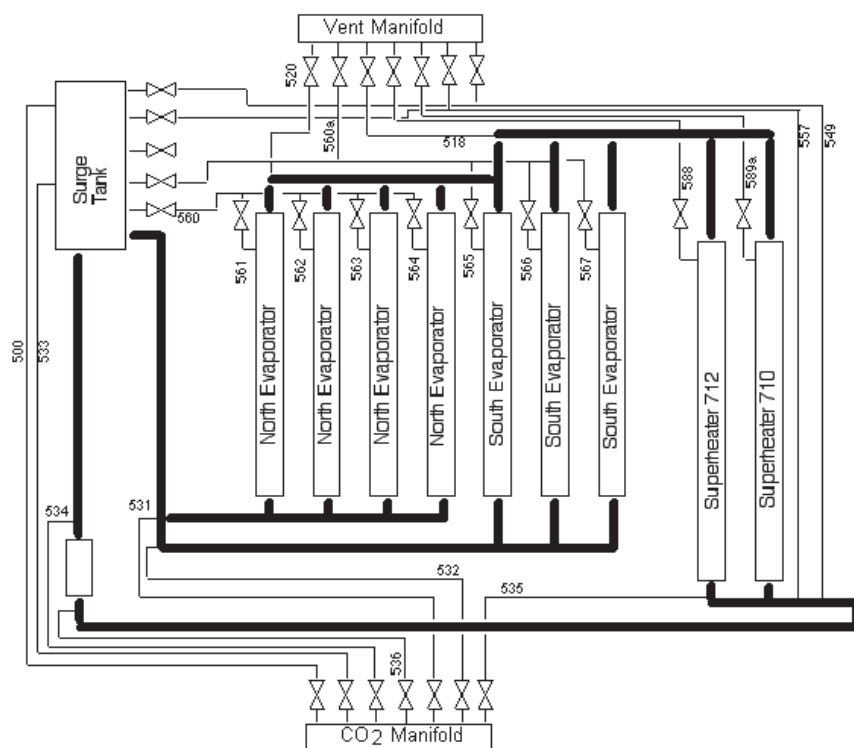 Vent Manifold
520
560a
518
557
549
Surge
Tank
588
589a
560
561
562
563
564
565
566
567
500
533
North Evaporator
North Evaporator
North Evaporator
North Evaporator
South Evaporator
South Evaporator
South Evaporator
Superheater 712
Superheater 710
534
531
532
535
536
CO2 Manifold